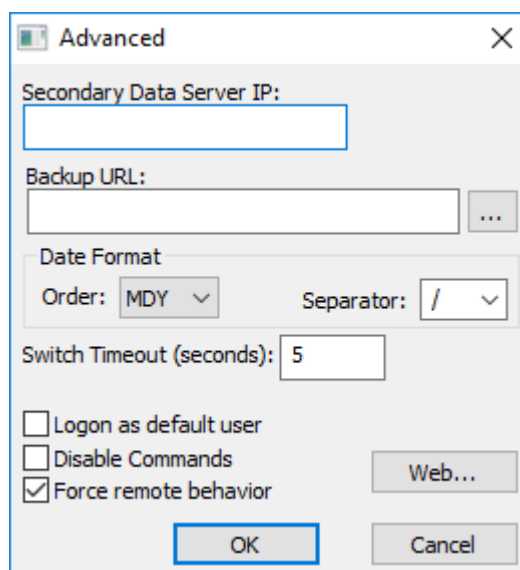 Advanced
Secondary Data Server IP:
Backup URL:
...
Date Format
Order: MDY Separator: /
Switch Timeout (seconds): 5
Logon as default user
Disable Commands
Force remote behavior
Web...
OK Cancel